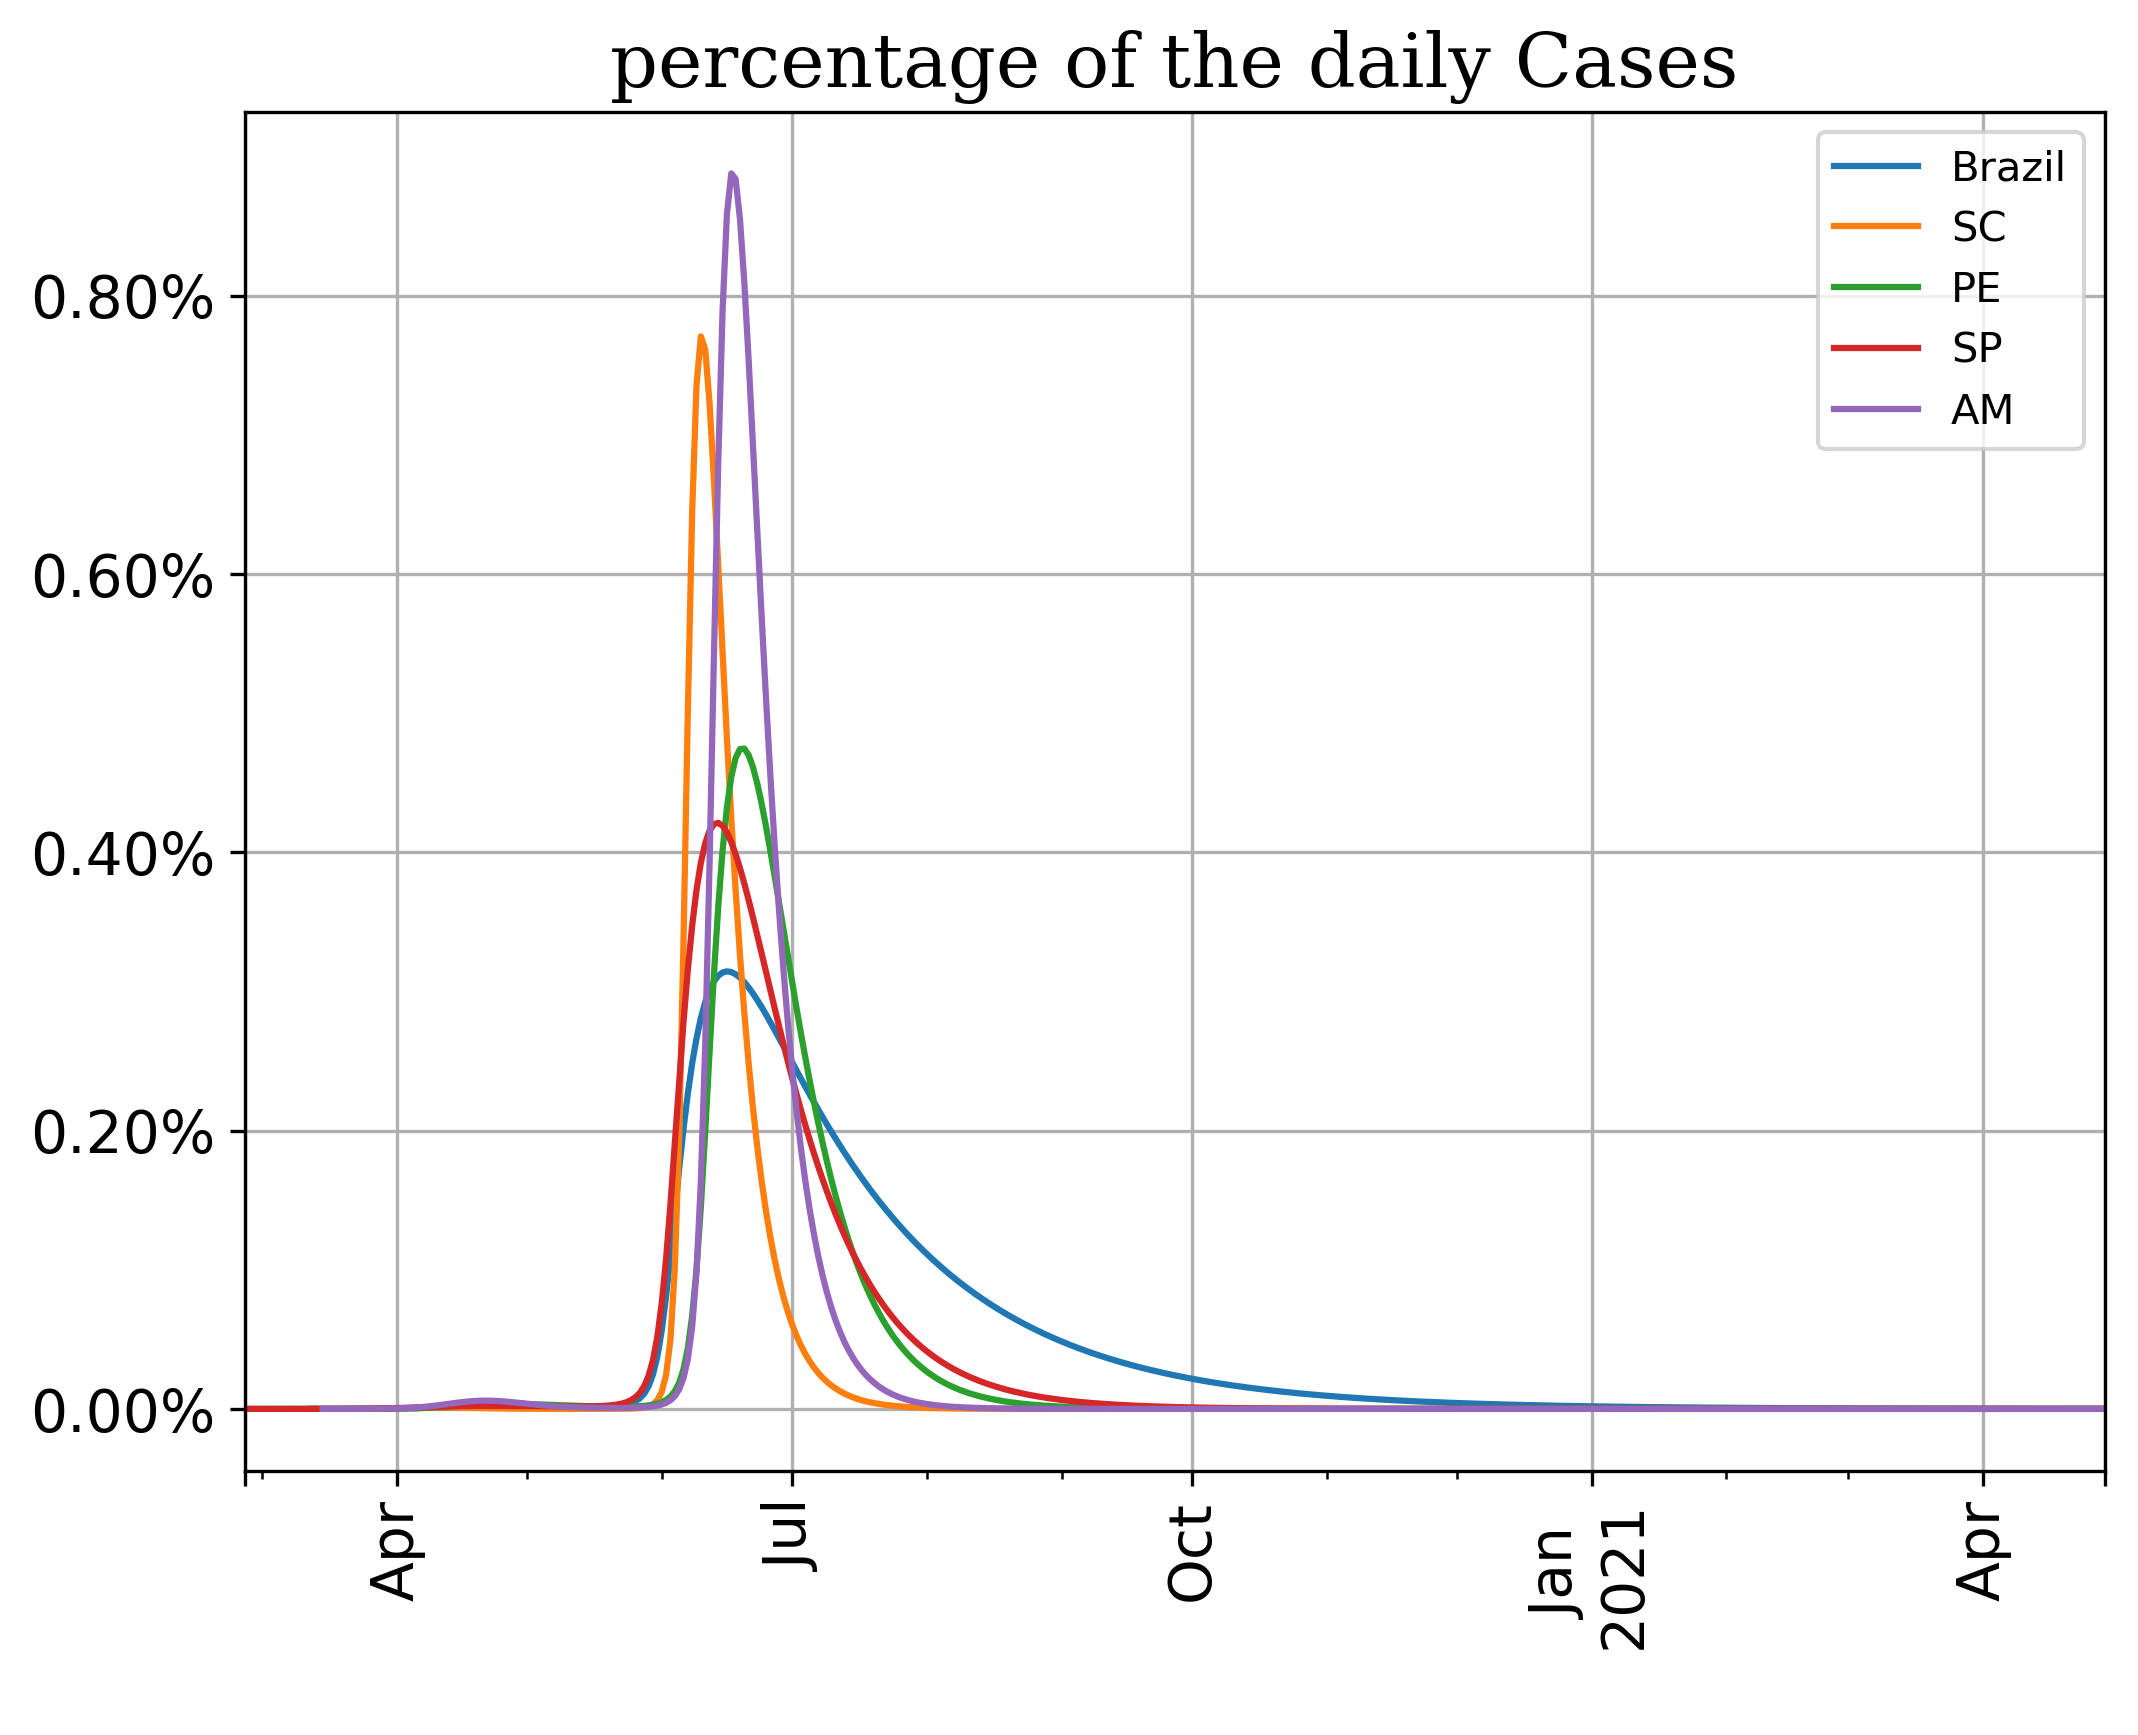 percentage of the daily Cases
Brazil
SC
PE
SP
AM
0.80%
0.60%
0.40%
0.20%
0.00%
Apr
Jul
Oct
Jan
2021
Apr